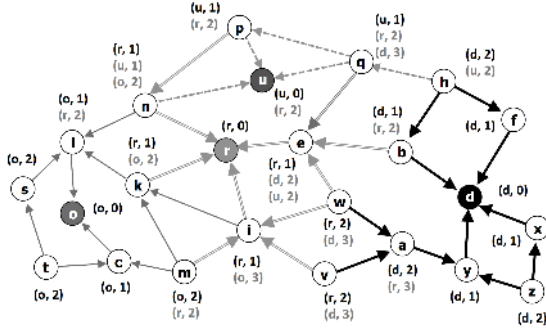 (u, 1)
(r, 2)
p
(u, 1)
(r, 2)
(d, 3)
q
(r, 1)
(u, 1)
(o, 2)
u
(u, 0)
(r, 2)
(d, 2)
(u, 2)
h
n
(o, 1)
(r, 2)
(r, 0)
(d, 1)
(r, 2)
(d, 1)
f
l
r
e
b
(o, 2)
(r, 1)
(o, 2)
(r, 1)
(d, 2)
(u, 2)
s
k
d
(d, 0)
o
(o, 0)
w
(r, 2)
(d, 3)
i
a
x
(d, 1)
t
c
m
(r, 1)
(o, 3)
v
(d, 2)
(r, 3)
y
(d, 1)
z
(o, 2)
(o, 1)
(o, 2)
(r, 2)
(r, 2)
(d, 3)
(d, 2)